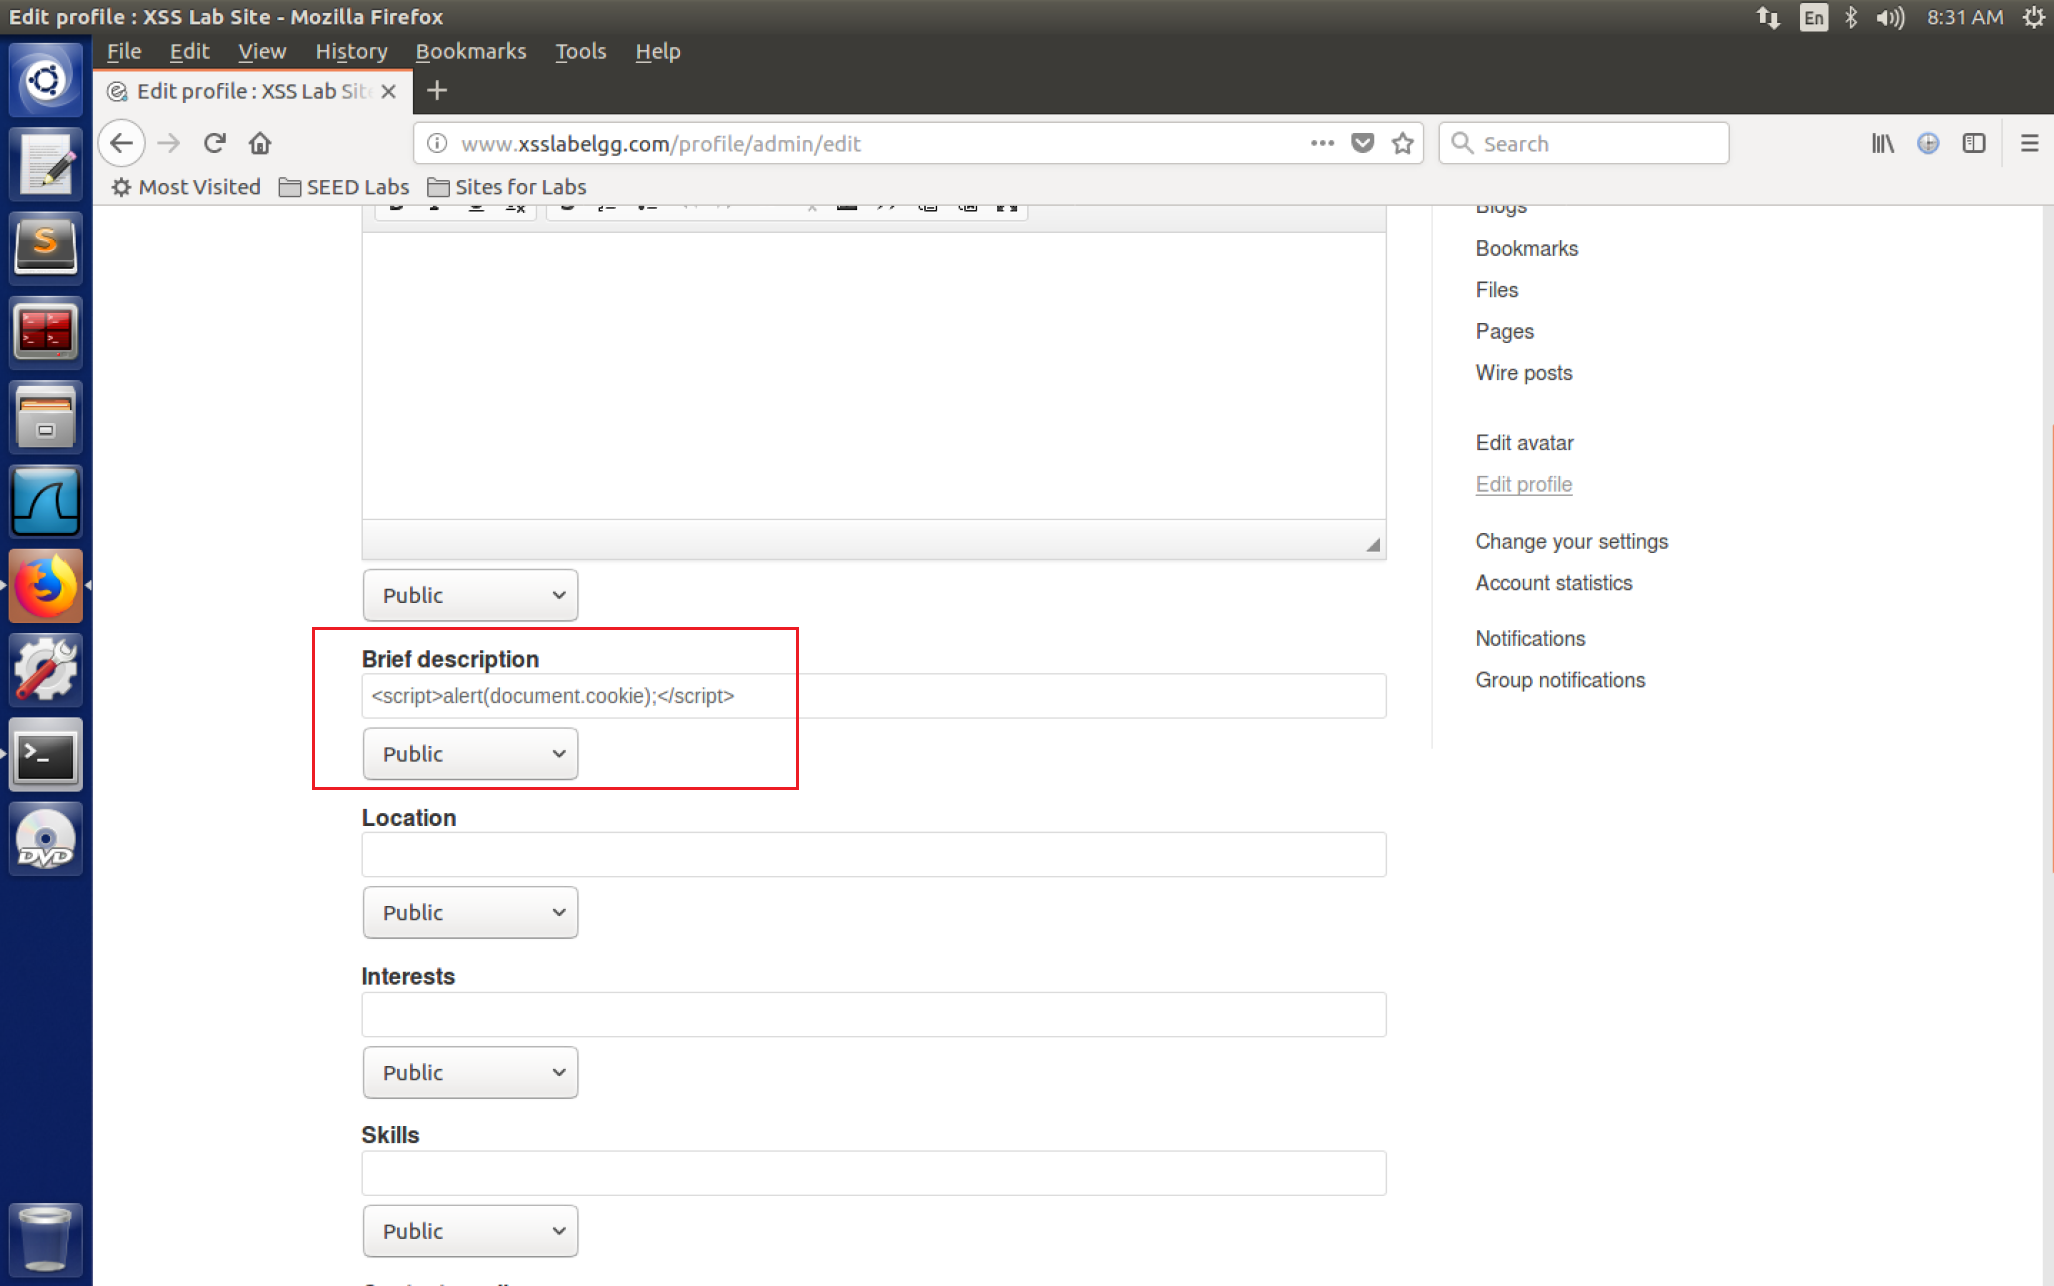 Edit profile : XSS Lab Site - Mozilla Firefox
En
8:31 AM
File Edit View History Bookmarks Tools Help
Edit profile : XSS Lab Site
www.xsslabelgg.com/profile/admin/edit
Search
Most Visited
SEED Labs
Sites for Labs
Blogs
Bookmarks
Files
Pages
Wire posts
Edit avatar
Edit profile
Change your settings
Account statistics
Notifications
Group notifications
Public
Brief description
<script>alert(document.cookie);</script>
Public
Location
Public
Interests
Public
Skills
Public
S
DVD